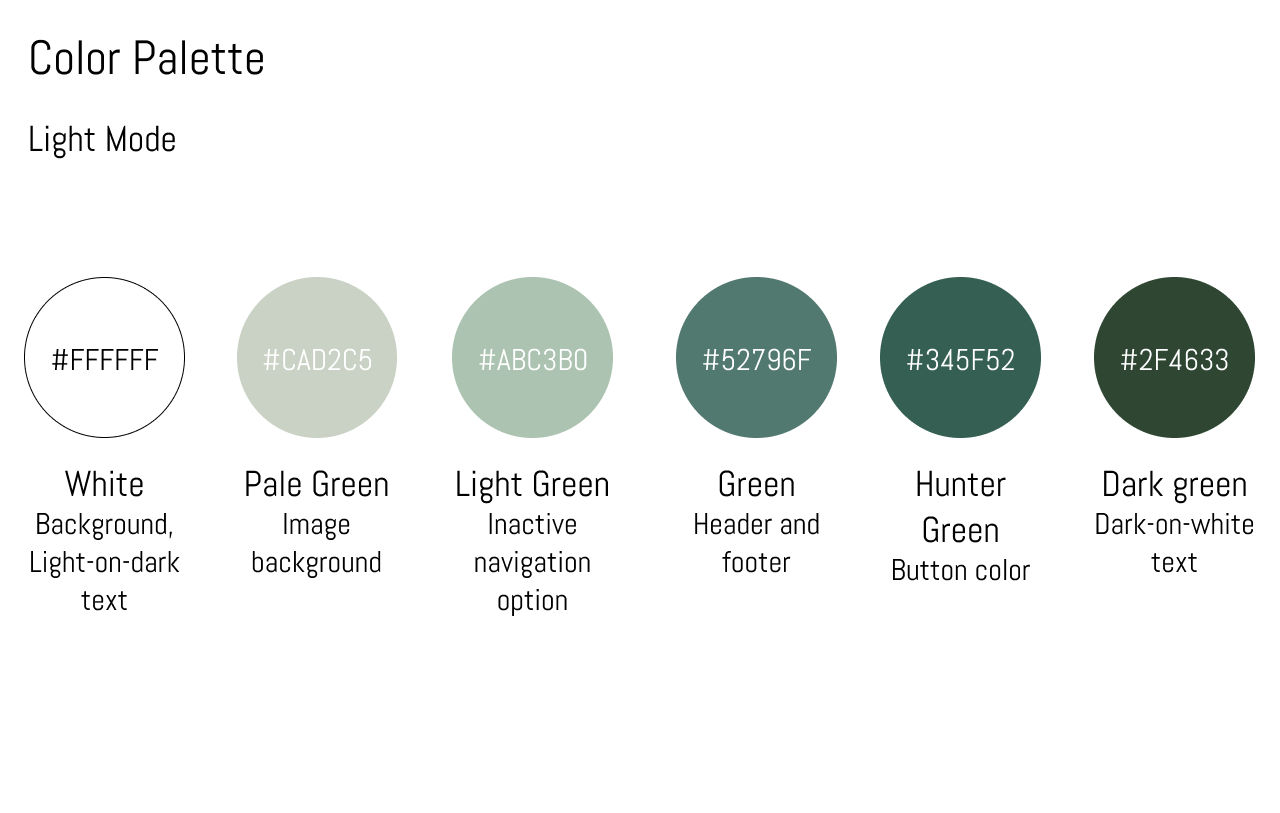 Color Palette
Light Mode
#FFFFFF
#CAD2C5
#ABC3B0
#52796F
#345F52
#2F4633
White
Background,
Light-on-dark
text
Pale Green
Image
background
Light Green
Inactive
navigation
option
Green
Header and
footer
Hunter
Green
Button color
Dark green
Dark-on-white
text